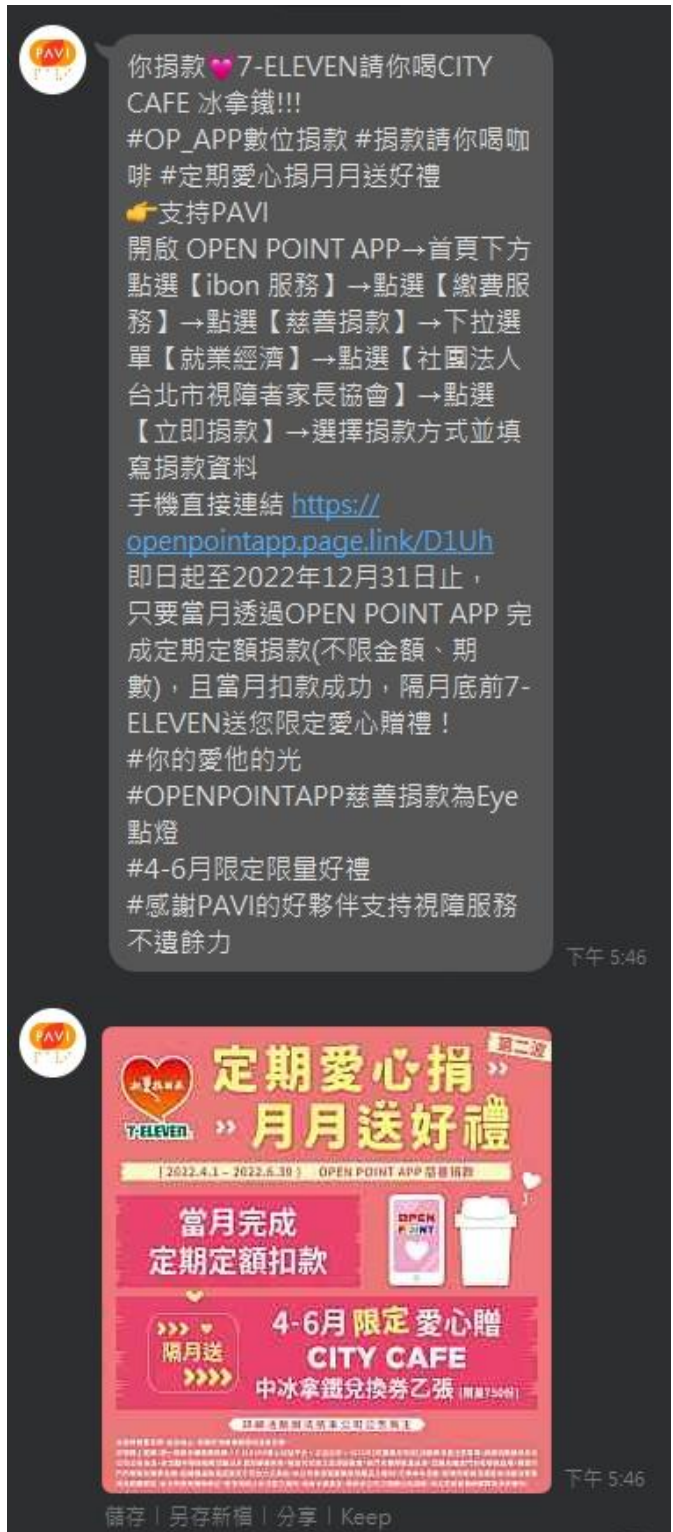 PAVI
你捐款💓7-ELEVEN請你喝CITY
CAFE 冰拿鐵!!!
#OP_APP數位捐款 #捐款請你喝咖
啡 #定期愛心捐月月送好禮
👉支持PAVI
開啟 OPEN POINT APP→首頁下方
點選【ibon 服務】→點選【繳費服
務】→點選【慈善捐款】→下拉選
單【就業經濟】→點選【社團法人
台北市視障者家長協會】→點選
【立即捐款】→選擇捐款方式並填
寫捐款資料
手機直接連結 https://
openpointapp.page.link/D1Uh
即日起至2022年12月31日止，
只要當月透過OPEN POINT APP 完
成定期定額捐款(不限金額、期
數)，且當月扣款成功，隔月底前7-
ELEVEN送您限定愛心贈禮！
#你的愛他的光
#OPENPOINTAPP慈善捐款為Eye
點燈
#4-6月限定限量好禮
#感謝PAVI的好夥伴支持視障服務
不遺餘力
下午 5:46
PAVI
第二波
定期愛心捐
月月送好禮
7-ELEVEN
[ 2022.4.1 – 2022.6.30 ] OPEN POINT APP 慈善捐款
當月完成
定期定額扣款
OPEN
POINT
隔月送
4-6月 限定 愛心贈
CITY CAFE
中冰拿鐵兌換券乙張 (限量750份)
下午 5:46
儲存 | 另存新檔 | 分享 | Keep